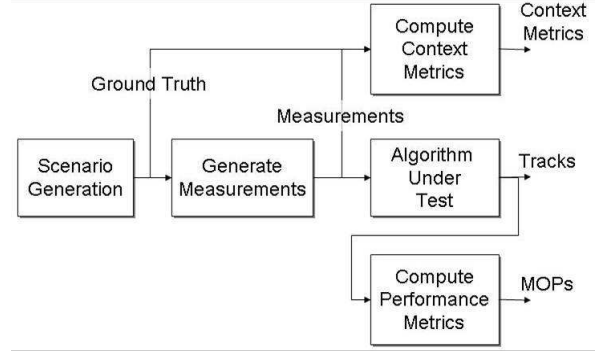 Compute
Context
Metrics
Context
Metrics
Ground Truth
Measurements
Scenario
Generation
Generate
Measurements
Algorithm
Under
Test
Tracks
Compute
Performance
Metrics
MOPs